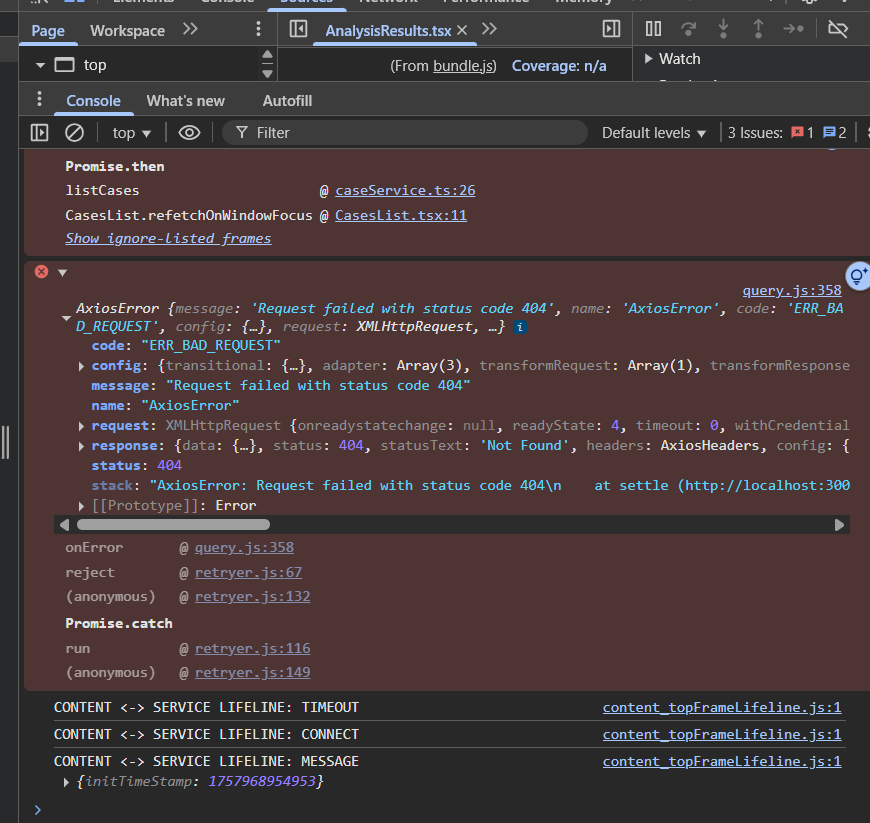 Elements Console Sources Network Performance Memory
Page Workspace
AnalysisResults.tsx
top
(From bundle.js) Coverage: n/a
Watch
Console What's new Autofill
top Filter Default levels 3 Issues: 1 2
Promise.then
listCases @ caseService.ts:26
CasesList.refetchOnWindowFocus @ CasesList.tsx:11
Show ignore-listed frames
query.js:358
AxiosError {message: 'Request failed with status code 404', name: 'AxiosError', code: 'ERR_BA
D_REQUEST', config: {…}, request: XMLHttpRequest, …} i
code: "ERR_BAD_REQUEST"
config: {transitional: {…}, adapter: Array(3), transformRequest: Array(1), transformResponse
message: "Request failed with status code 404"
name: "AxiosError"
request: XMLHttpRequest {onreadystatechange: null, readyState: 4, timeout: 0, withCredential
response: {data: {…}, status: 404, statusText: 'Not Found', headers: AxiosHeaders, config: {
status: 404
stack: "AxiosError: Request failed with status code 404\n    at settle (http://localhost:300
[[Prototype]]: Error
onError @ query.js:358
reject @ retryer.js:67
(anonymous) @ retryer.js:132
Promise.catch
run @ retryer.js:116
(anonymous) @ retryer.js:149
CONTENT <-> SERVICE LIFELINE: TIMEOUT content_topFrameLifeline.js:1
CONTENT <-> SERVICE LIFELINE: CONNECT content_topFrameLifeline.js:1
CONTENT <-> SERVICE LIFELINE: MESSAGE content_topFrameLifeline.js:1
{initTimeStamp: 1757968954953}